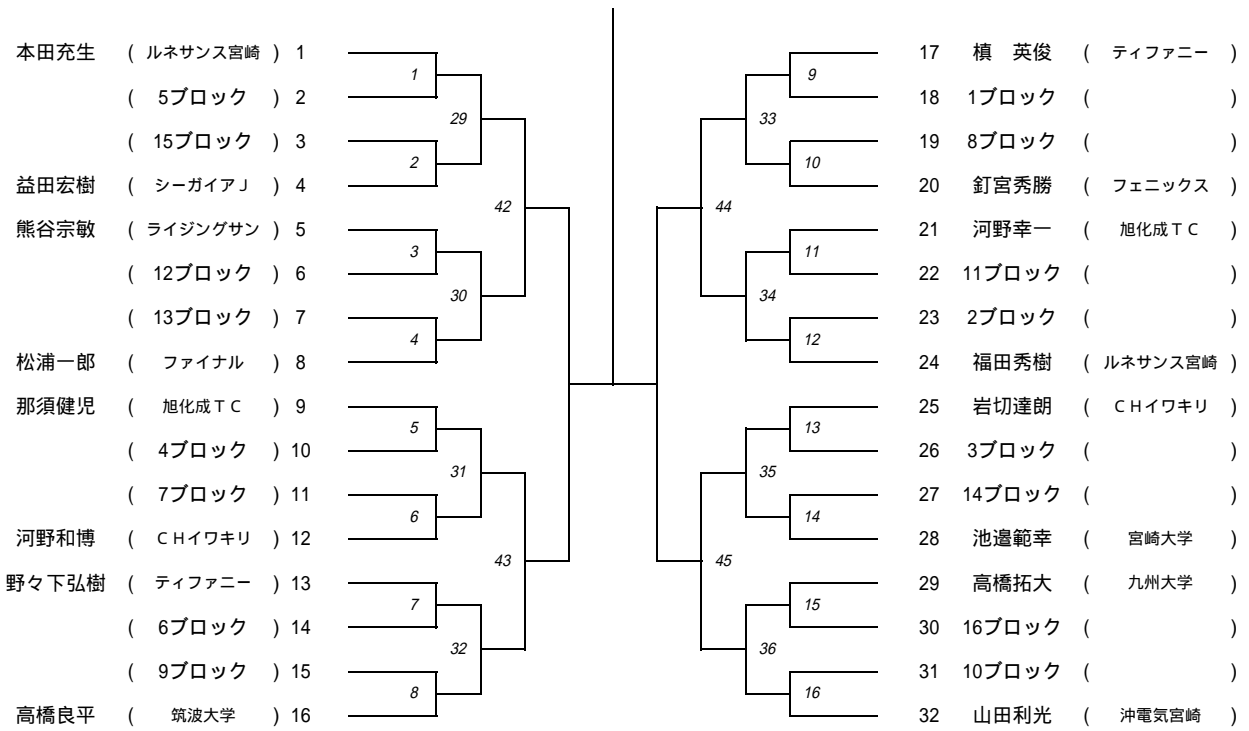 本田充生 ( ルネサンス宮崎 ) 1
( 5ブロック ) 2
( 15ブロック ) 3
益田宏樹 ( シーガイアJ ) 4
熊谷宗敏 ( ライジングサン ) 5
( 12ブロック ) 6
( 13ブロック ) 7
松浦一郎 ( ファイナル ) 8
那須健児 ( 旭化成TC ) 9
( 4ブロック ) 10
( 7ブロック ) 11
河野和博 ( CHイワキリ ) 12
野々下弘樹 ( ティファニー ) 13
( 6ブロック ) 14
( 9ブロック ) 15
高橋良平 ( 筑波大学 ) 16
1
2
3
4
5
6
7
8
29
30
31
32
42
43
44
45
33
34
35
36
9
10
11
12
13
14
15
16
17 槙 英俊 ( ティファニー )
18 1ブロック ( )
19 8ブロック ( )
20 釘宮秀勝 ( フェニックス )
21 河野幸一 ( 旭化成TC )
22 11ブロック ( )
23 2ブロック ( )
24 福田秀樹 ( ルネサンス宮崎 )
25 岩切達朗 ( CHイワキリ )
26 3ブロック ( )
27 14ブロック ( )
28 池邉範幸 ( 宮崎大学 )
29 高橋拓大 ( 九州大学 )
30 16ブロック ( )
31 10ブロック ( )
32 山田利光 ( 沖電気宮崎 )